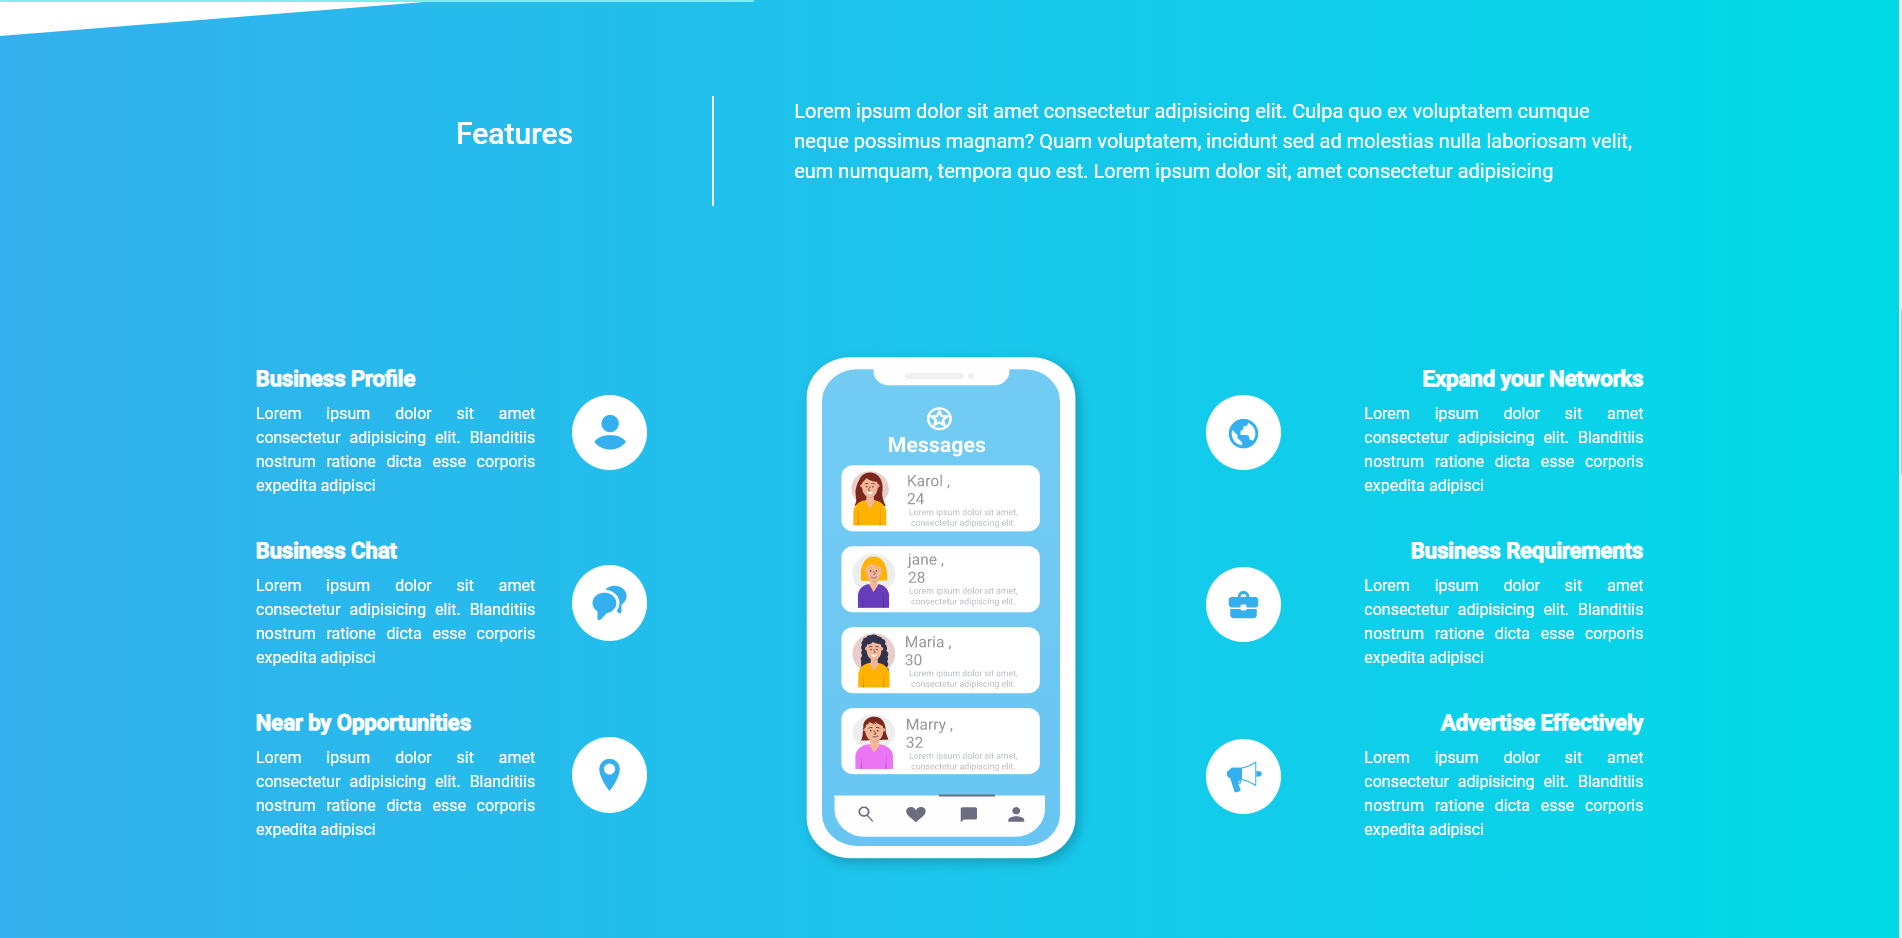 Features
Lorem ipsum dolor sit amet consectetur adipisicing elit. Culpa quo ex voluptatem cumque
neque possimus magnam? Quam voluptatem, incidunt sed ad molestias nulla laboriosam velit,
eum numquam, tempora quo est. Lorem ipsum dolor sit, amet consectetur adipisicing
Business Profile
Lorem ipsum dolor sit amet
consectetur adipisicing elit. Blanditiis
nostrum ratione dicta esse corporis
expedita adipisci
Business Chat
Lorem ipsum dolor sit amet
consectetur adipisicing elit. Blanditiis
nostrum ratione dicta esse corporis
expedita adipisci
Near by Opportunities
Lorem ipsum dolor sit amet
consectetur adipisicing elit. Blanditiis
nostrum ratione dicta esse corporis
expedita adipisci
Messages
Karol ,
24
Lorem ipsum dolor sit amet,
consectetur adipiscing elit.
jane ,
28
Lorem ipsum dolor sit amet,
consectetur adipiscing elit.
Maria ,
30
Lorem ipsum dolor sit amet,
consectetur adipiscing elit.
Marry ,
32
Lorem ipsum dolor sit amet,
consectetur adipiscing elit.
Expand your Networks
Lorem ipsum dolor sit amet
consectetur adipisicing elit. Blanditiis
nostrum ratione dicta esse corporis
expedita adipisci
Business Requirements
Lorem ipsum dolor sit amet
consectetur adipisicing elit. Blanditiis
nostrum ratione dicta esse corporis
expedita adipisci
Advertise Effectively
Lorem ipsum dolor sit amet
consectetur adipisicing elit. Blanditiis
nostrum ratione dicta esse corporis
expedita adipisci